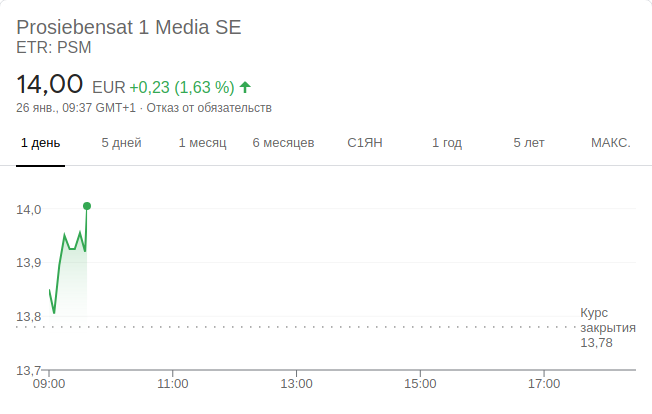 Prosiebensat 1 Media SE
ETR: PSM
14,00 EUR +0,23 (1,63 %)
26 янв., 09:37 GMT+1 · Отказ от обязательств
1 день 5 дней 1 месяц 6 месяцев С1ЯН 1 год 5 лет МАКС.
14,0
13,9
13,8
Курс
закрытия
13,78
13,7
09:00 11:00 13:00 15:00 17:00